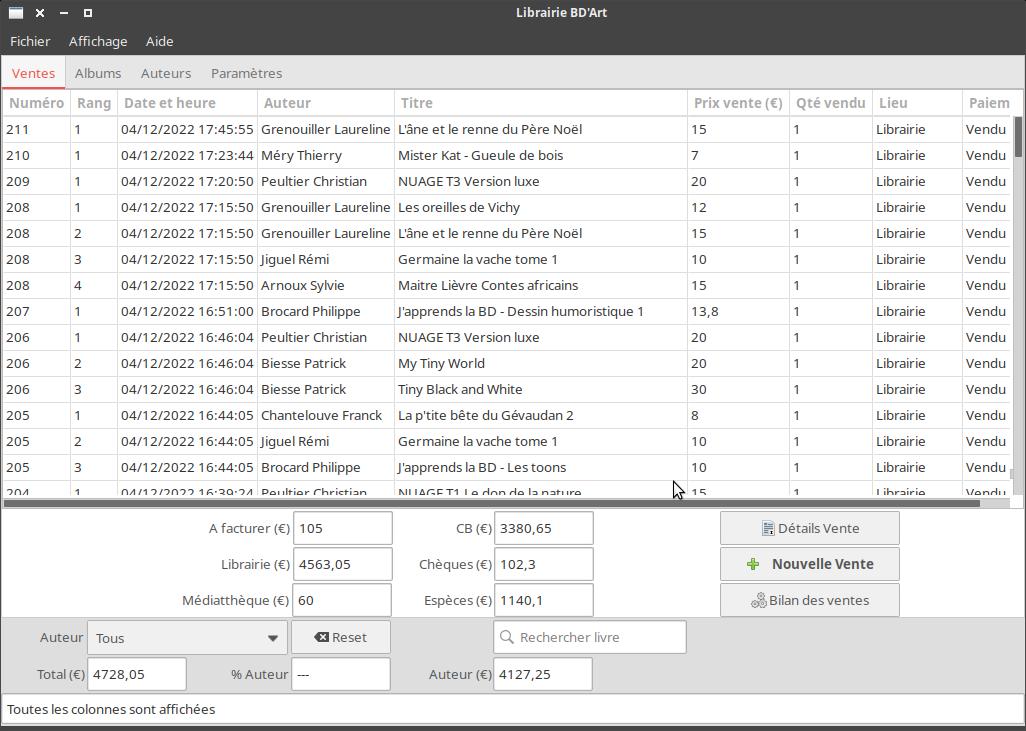 Librairie BD'Art
Fichier Affichage Aide
Ventes Albums Auteurs Paramètres
Numéro Rang Date et heure Auteur Titre Prix vente (€) Qté vendu Lieu Paiem
211 1 04/12/2022 17:45:55 Grenouiller Laureline L'âne et le renne du Père Noël 15 1 Librairie Vendu
210 1 04/12/2022 17:23:44 Méry Thierry Mister Kat - Gueule de bois 7 1 Librairie Vendu
209 1 04/12/2022 17:20:50 Peultier Christian NUAGE T3 Version luxe 20 1 Librairie Vendu
208 1 04/12/2022 17:15:50 Grenouiller Laureline Les oreilles de Vichy 12 1 Librairie Vendu
208 2 04/12/2022 17:15:50 Grenouiller Laureline L'âne et le renne du Père Noël 15 1 Librairie Vendu
208 3 04/12/2022 17:15:50 Jiguel Rémi Germaine la vache tome 1 10 1 Librairie Vendu
208 4 04/12/2022 17:15:50 Arnoux Sylvie Maitre Lièvre Contes africains 15 1 Librairie Vendu
207 1 04/12/2022 16:51:00 Brocard Philippe J'apprends la BD - Dessin humoristique 1 13,8 1 Librairie Vendu
206 1 04/12/2022 16:46:04 Peultier Christian NUAGE T3 Version luxe 20 1 Librairie Vendu
206 2 04/12/2022 16:46:04 Biesse Patrick My Tiny World 20 1 Librairie Vendu
206 3 04/12/2022 16:46:04 Biesse Patrick Tiny Black and White 30 1 Librairie Vendu
205 1 04/12/2022 16:44:05 Chantelouve Franck La p'tite bête du Gévaudan 2 8 1 Librairie Vendu
205 2 04/12/2022 16:44:05 Jiguel Rémi Germaine la vache tome 1 10 1 Librairie Vendu
205 3 04/12/2022 16:44:05 Brocard Philippe J'apprends la BD - Les toons 10 1 Librairie Vendu
204 1 04/12/2022 16:39:24 Peultier Christian NUAGE T1 Le don de la nature 15 1 Librairie Vendu
A facturer (€) 105 CB (€) 3380,65 Détails Vente
Librairie (€) 4563,05 Chèques (€) 102,3 Nouvelle Vente
Médiatthèque (€) 60 Espèces (€) 1140,1 Bilan des ventes
Auteur Tous Reset Rechercher livre
Total (€) 4728,05 % Auteur --- Auteur (€) 4127,25
Toutes les colonnes sont affichées